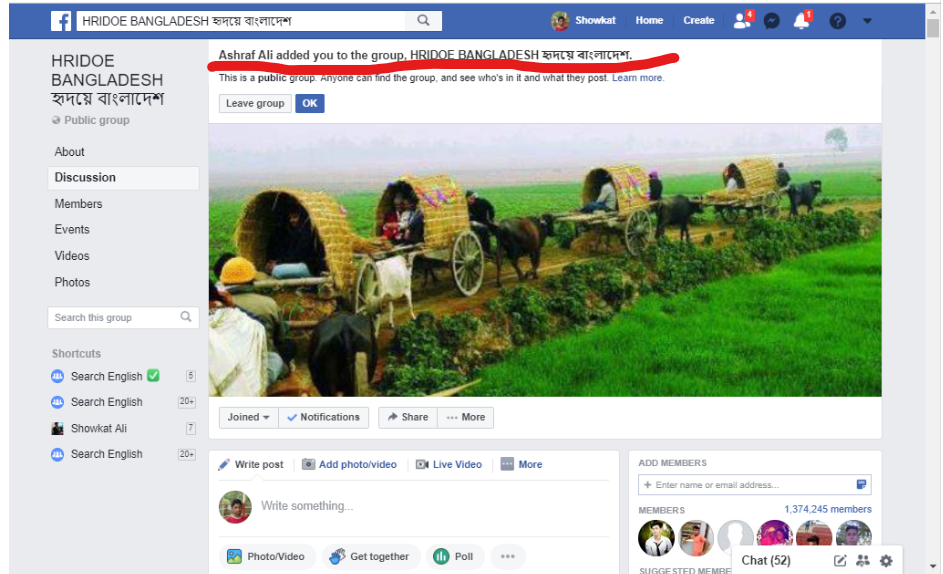 HRIDOE BANGLADESH হৃদয়ে বাংলাদেশ
Showkat Home Create 4 1
HRIDOE
BANGLADESH
হৃদয়ে বাংলাদেশ
Public group
About
Discussion
Members
Events
Videos
Photos
Search this group
Shortcuts
Search English 5
Search English 20+
Showkat Ali 7
Search English 20+
Ashraf Ali added you to the group, HRIDOE BANGLADESH হৃদয়ে বাংলাদেশ.
This is a public group. Anyone can find the group, and see who's in it and what they post. Learn more.
Leave group OK
Joined Notifications Share More
Write post Add photo/video Live Video More
Write something...
Photo/Video Get together Poll
ADD MEMBERS
+ Enter name or email address...
MEMBERS 1,374,245 members
Chat (52)
SUGGESTED MEMBE